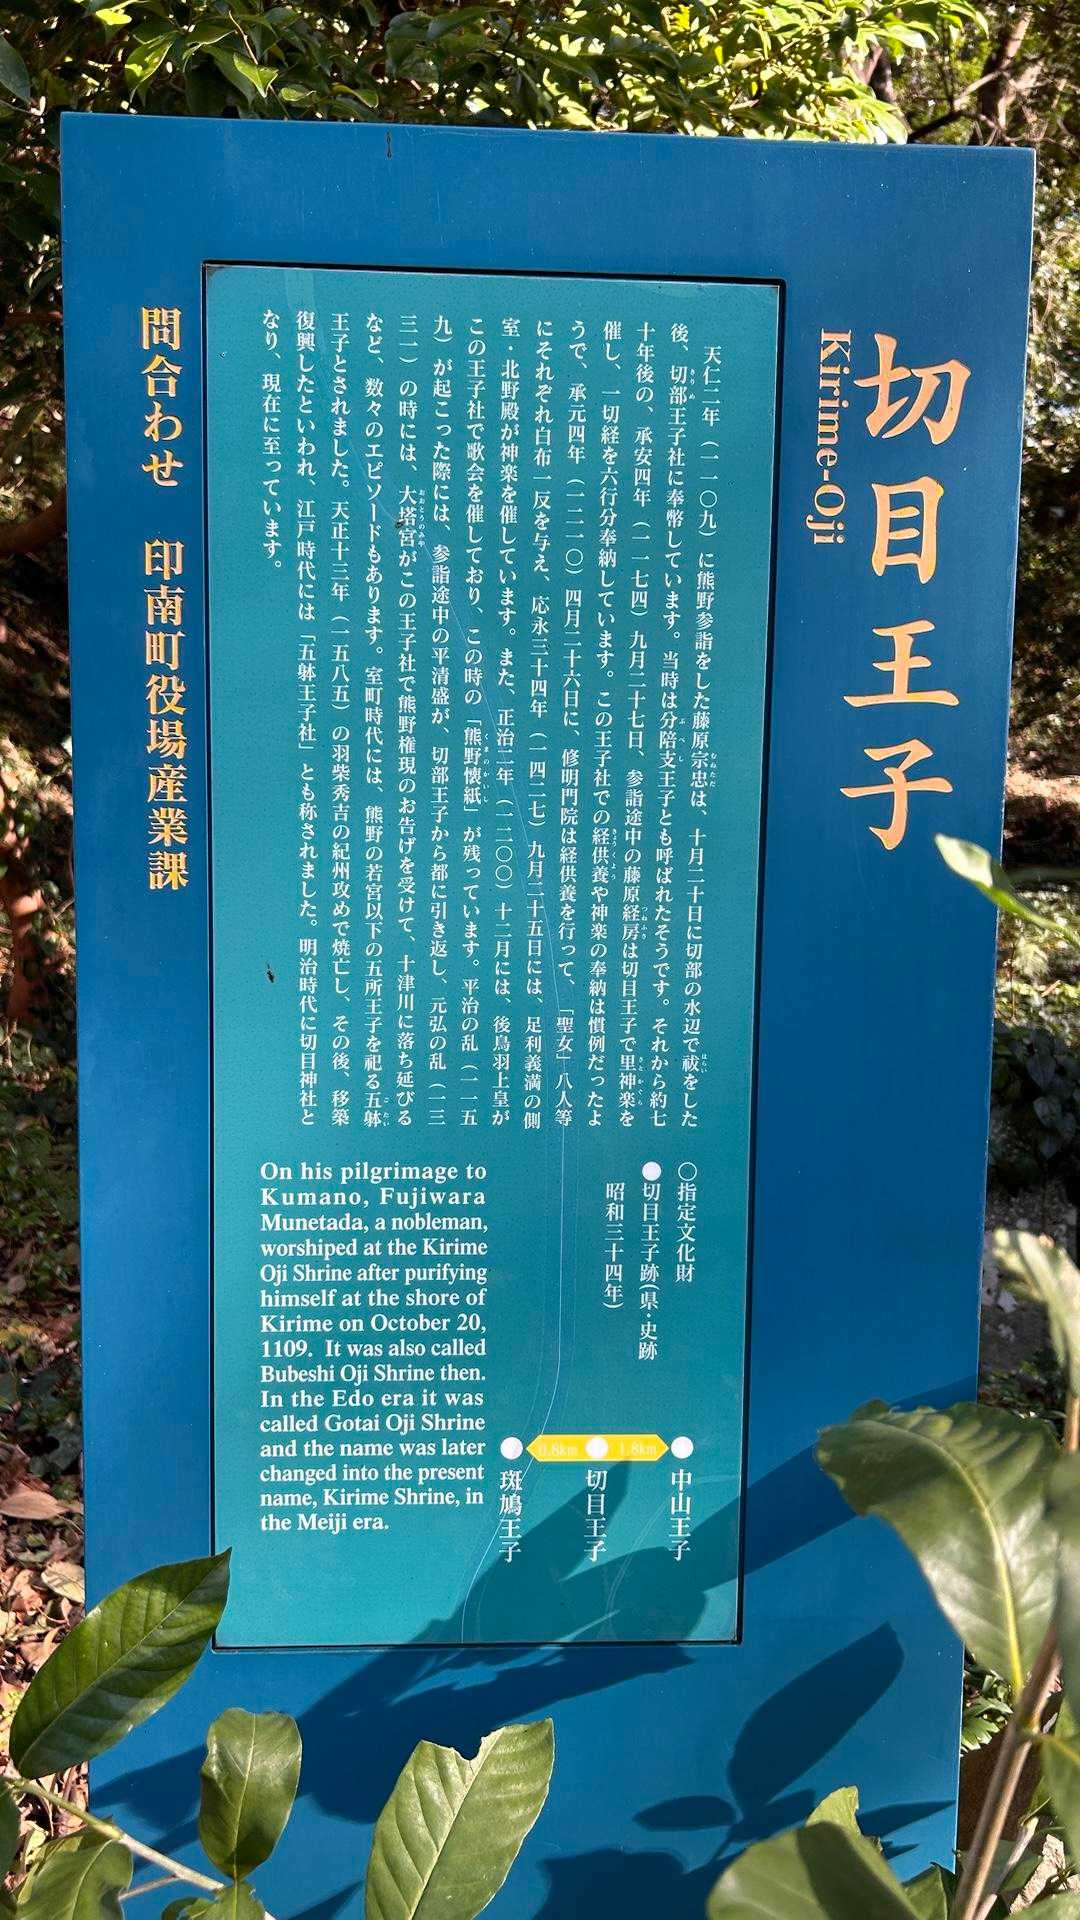 切目王子
Kirime-Oji
天仁二年（一一〇九）に熊野参詣をした藤原宗忠は、十月二十日に切部の水辺で祓をした
後、切部王子社に奉幣しています。当時は分陪支王子とも呼ばれたそうです。それから約七
十年後の、承安四年（一一七四）九月二十七日、参詣途中の藤原経房は切目王子で里神楽を
催し、一切経を六行分奉納しています。この王子社での経供養や神楽の奉納は慣例だったよ
うで、承元四年（一二一〇）四月二十六日に、修明門院は経供養を行って、「聖女」八人等
にそれぞれ白布一反を与え、応永三十四年（一四二七）九月二十五日には、足利義満の側
室・北野殿が神楽を催しています。また、正治二年（一二〇〇）十二月には、後鳥羽上皇が
この王子社で歌会を催しており、この時の「熊野懐紙」が残っています。平治の乱（一一五
九）が起こった際には、参詣途中の平清盛が、切部王子から都に引き返し、元弘の乱（一三
三一）の時には、大塔宮がこの王子社で熊野権現のお告げを受けて、十津川に落ち延びる
など、数々のエピソードもあります。室町時代には、熊野の若宮以下の五所王子を祀る五躰
王子とされました。天正十三年（一五八五）の羽柴秀吉の紀州攻めで焼亡し、その後、移築
復興したといわれ、江戸時代には「五躰王子社」とも称されました。明治時代に切目神社と
なり、現在に至っています。
○指定文化財
●切目王子跡(県・史跡
昭和三十四年)
中山王子
1.8km
切目王子
0.8km
斑鳩王子
On his pilgrimage to
Kumano, Fujiwara
Munetada, a nobleman,
worshiped at the Kirime
Oji Shrine after purifying
himself at the shore of
Kirime on October 20,
1109. It was also called
Bubeshi Oji Shrine then.
In the Edo era it was
called Gotai Oji Shrine
and the name was later
changed into the present
name, Kirime Shrine, in
the Meiji era.
問合わせ 印南町役場産業課